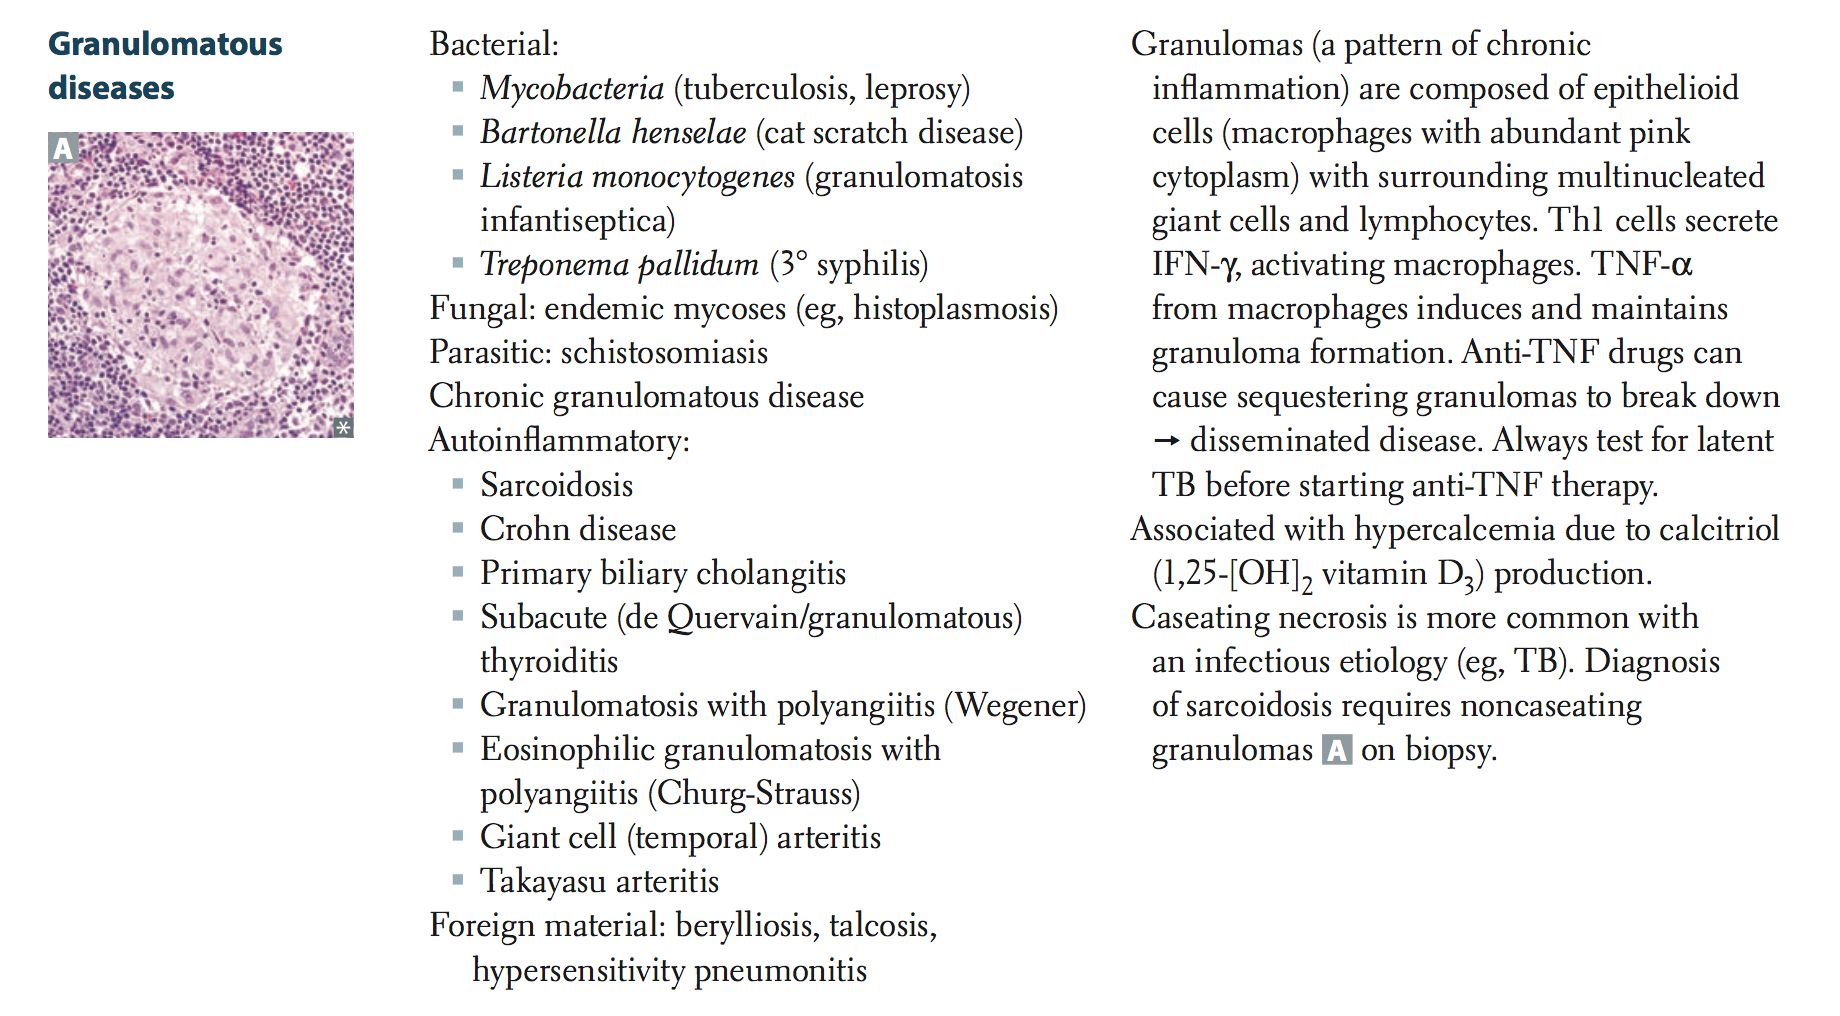 Granulomatous
diseases
A
*
Bacterial:
▪ Mycobacteria (tuberculosis, leprosy)
▪ Bartonella henselae (cat scratch disease)
▪ Listeria monocytogenes (granulomatosis
infantiseptica)
▪ Treponema pallidum (3° syphilis)
Fungal: endemic mycoses (eg, histoplasmosis)
Parasitic: schistosomiasis
Chronic granulomatous disease
Autoinflammatory:
▪ Sarcoidosis
▪ Crohn disease
▪ Primary biliary cholangitis
▪ Subacute (de Quervain/granulomatous)
thyroiditis
▪ Granulomatosis with polyangiitis (Wegener)
▪ Eosinophilic granulomatosis with
polyangiitis (Churg-Strauss)
▪ Giant cell (temporal) arteritis
▪ Takayasu arteritis
Foreign material: berylliosis, talcosis,
hypersensitivity pneumonitis
Granulomas (a pattern of chronic
inflammation) are composed of epithelioid
cells (macrophages with abundant pink
cytoplasm) with surrounding multinucleated
giant cells and lymphocytes. Th1 cells secrete
IFN-γ, activating macrophages. TNF-α
from macrophages induces and maintains
granuloma formation. Anti-TNF drugs can
cause sequestering granulomas to break down
→ disseminated disease. Always test for latent
TB before starting anti-TNF therapy.
Associated with hypercalcemia due to calcitriol
(1,25-[OH]₂ vitamin D₃) production.
Caseating necrosis is more common with
an infectious etiology (eg, TB). Diagnosis
of sarcoidosis requires noncaseating
granulomas A on biopsy.